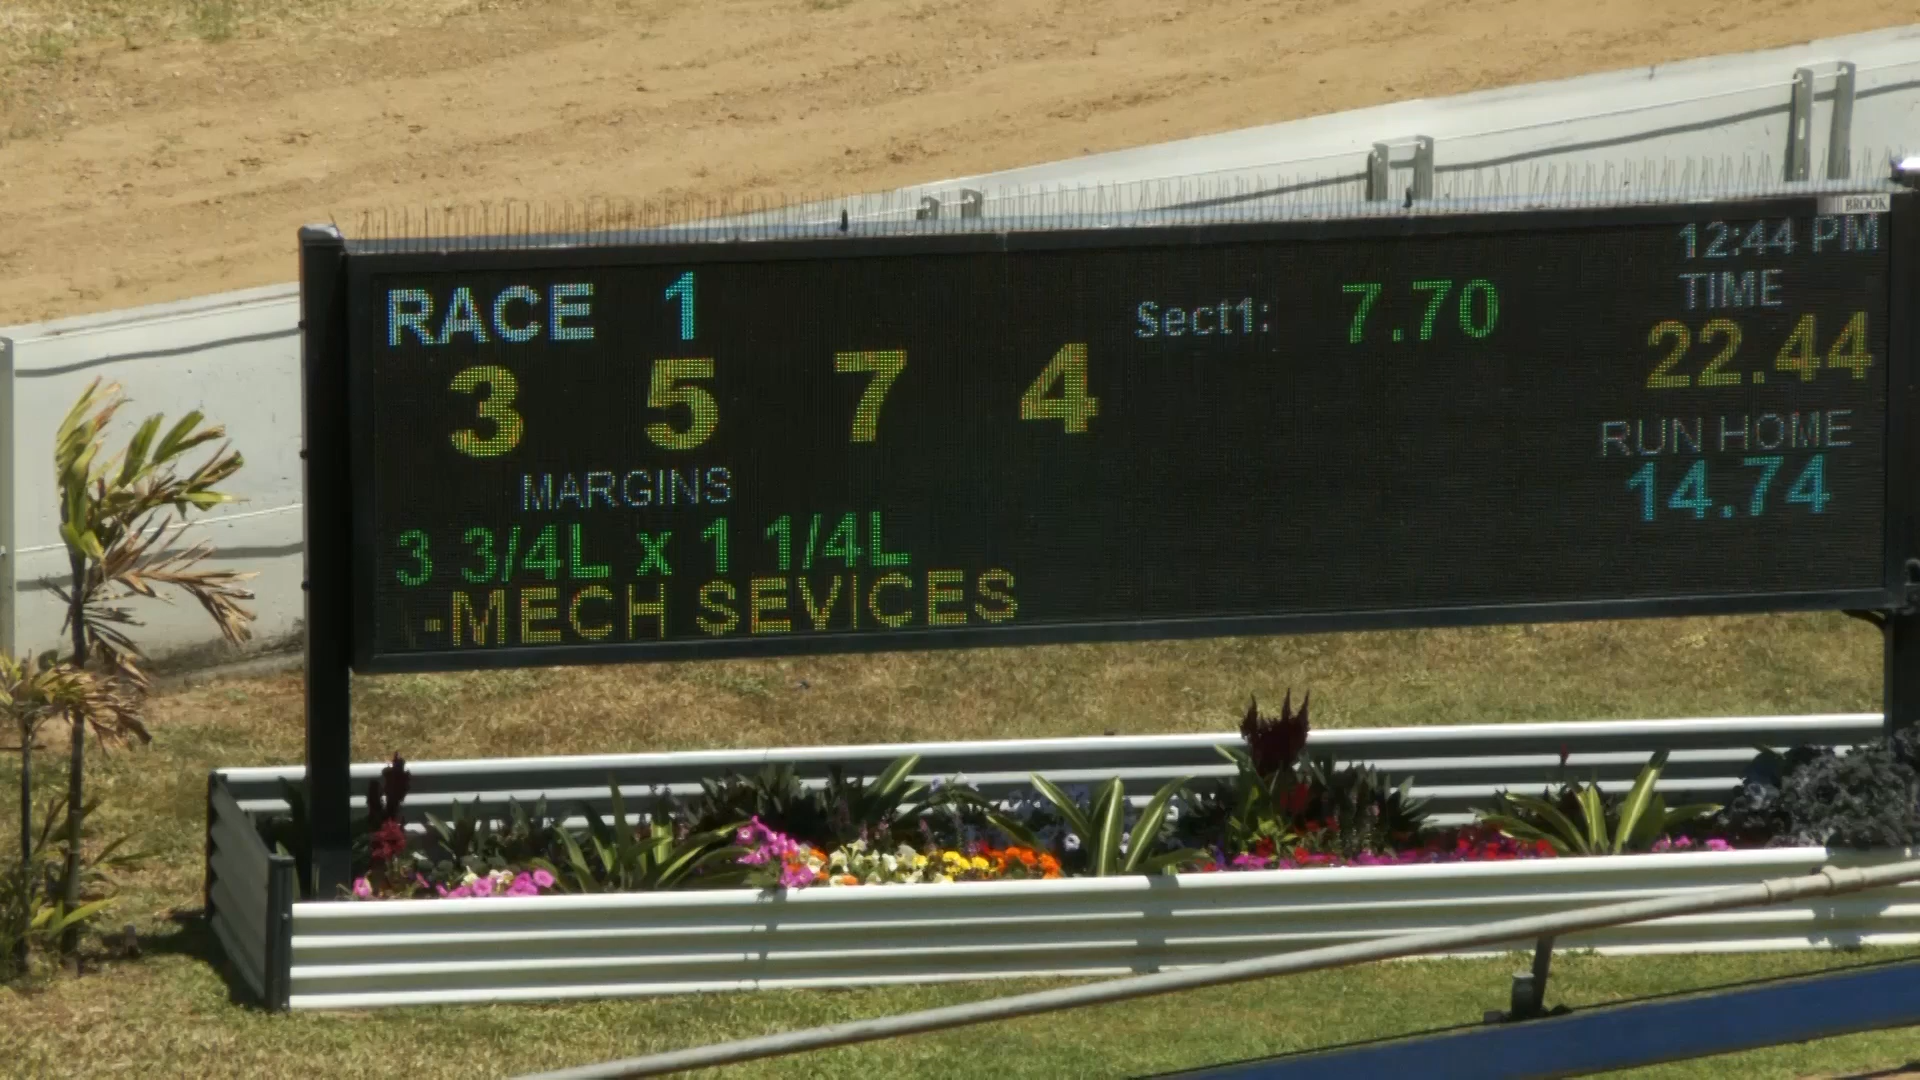 BROOK
12:44 PM
RACE 1
Sect1: 7.70
TIME
22.44
3 5 7 4
RUN HOME
14.74
MARGINS
3 3/4L x 1 1/4L
-MECH SEVICES